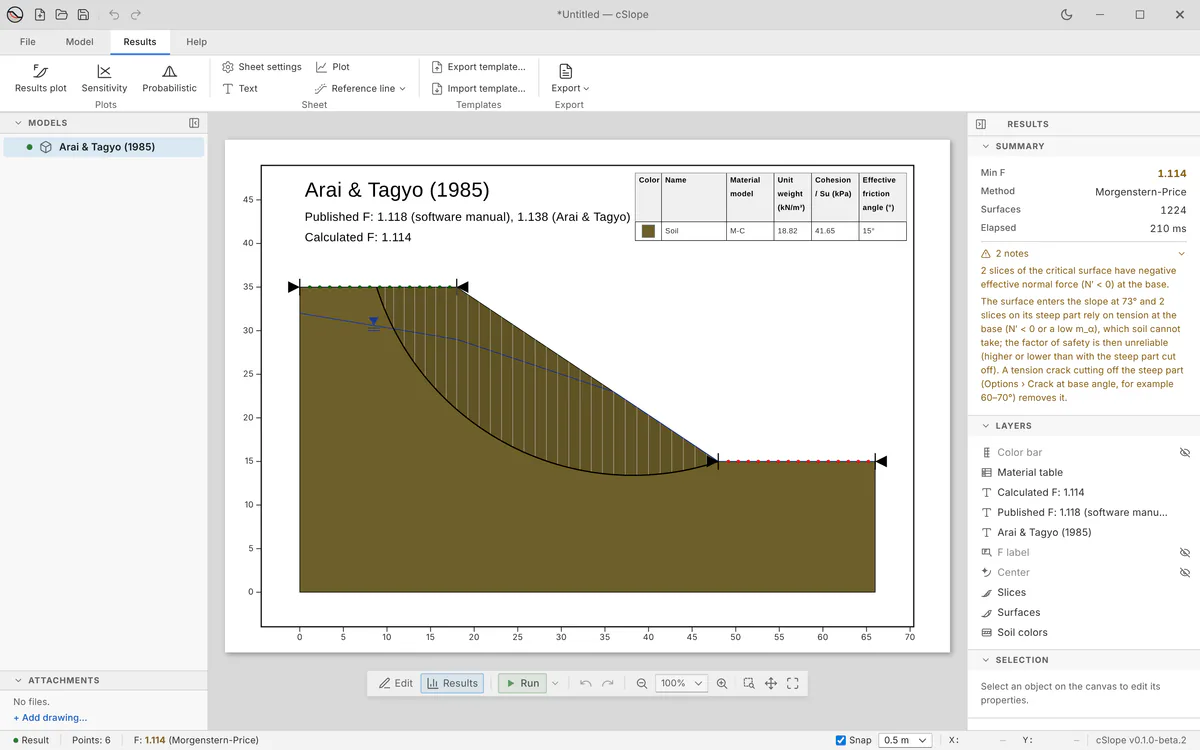 *Untitled — cSlope
File Model Results Help
Results plot Sensitivity Probabilistic
Plots
Sheet settings Plot
Text Reference line
Sheet
Export template...
Import template...
Templates
Export
Export
MODELS
Arai & Tagyo (1985)
ATTACHMENTS
No files.
+ Add drawing...
Arai & Tagyo (1985)
Published F: 1.118 (software manual), 1.138 (Arai & Tagyo)
Calculated F: 1.114
Color Name Material model Unit weight (kN/m³) Cohesion / Su (kPa) Effective friction angle (°)
Soil M-C 18.82 41.65 15°
45
40
35
30
25
20
15
10
5
0
0 5 10 15 20 25 30 35 40 45 50 55 60 65 70
Edit Results Run 100%
RESULTS
SUMMARY
Min F 1.114
Method Morgenstern-Price
Surfaces 1224
Elapsed 210 ms
2 notes
2 slices of the critical surface have negative
effective normal force (N' < 0) at the base.
The surface enters the slope at 73° and 2
slices on its steep part rely on tension at the
base (N' < 0 or a low m_α), which soil cannot
take; the factor of safety is then unreliable
(higher or lower than with the steep part cut
off). A tension crack cutting off the steep part
(Options › Crack at base angle, for example
60–70°) removes it.
LAYERS
Color bar
Material table
Calculated F: 1.114
Published F: 1.118 (software manu...
Arai & Tagyo (1985)
F label
Center
Slices
Surfaces
Soil colors
SELECTION
Select an object on the canvas to edit its
properties.
Result Points: 6 F: 1.114 (Morgenstern-Price) Snap 0.5 m X: – Y: – cSlope v0.1.0-beta.2